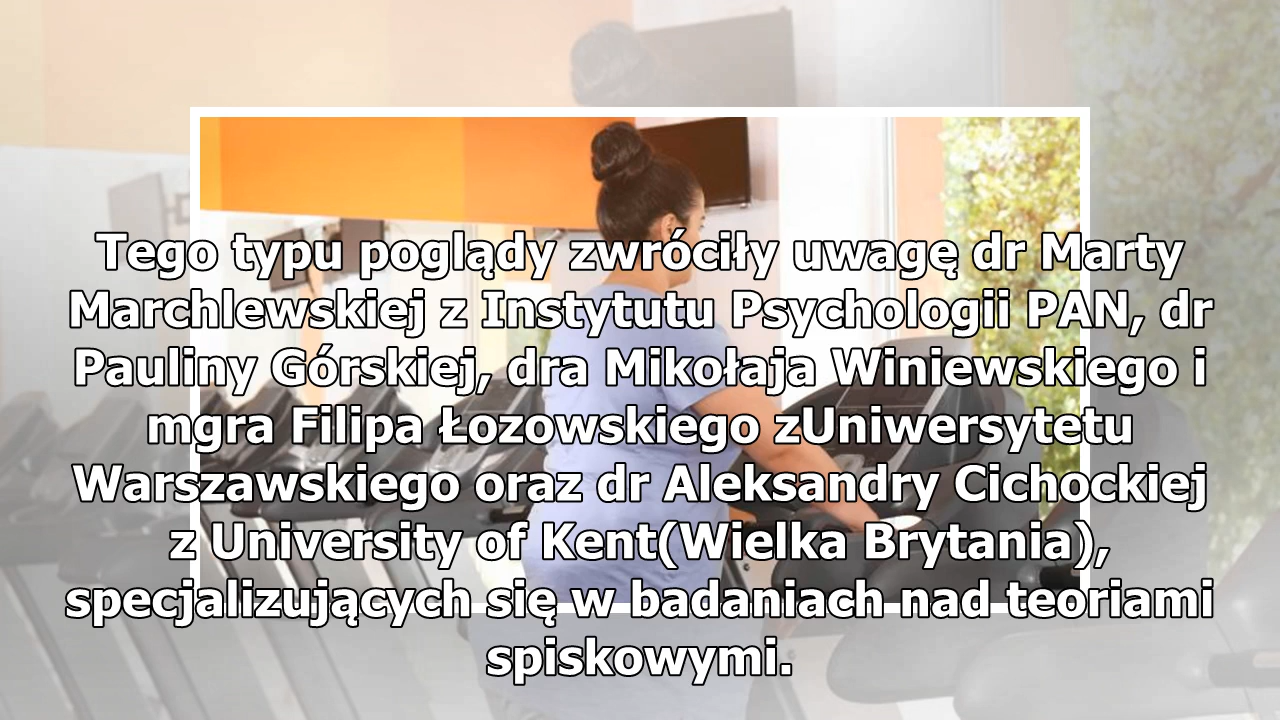 Tego typu poglądy zwróciły uwagę dr Marty
Marchlewskiej z Instytutu Psychologii PAN, dr
Pauliny Górskiej, dra Mikołaja Winiewskiego i
mgra Filipa Łozowskiego zUniwersytetu
Warszawskiego oraz dr Aleksandry Cichockiej
z University of Kent(Wielka Brytania),
specjalizujących się w badaniach nad teoriami
spiskowymi.